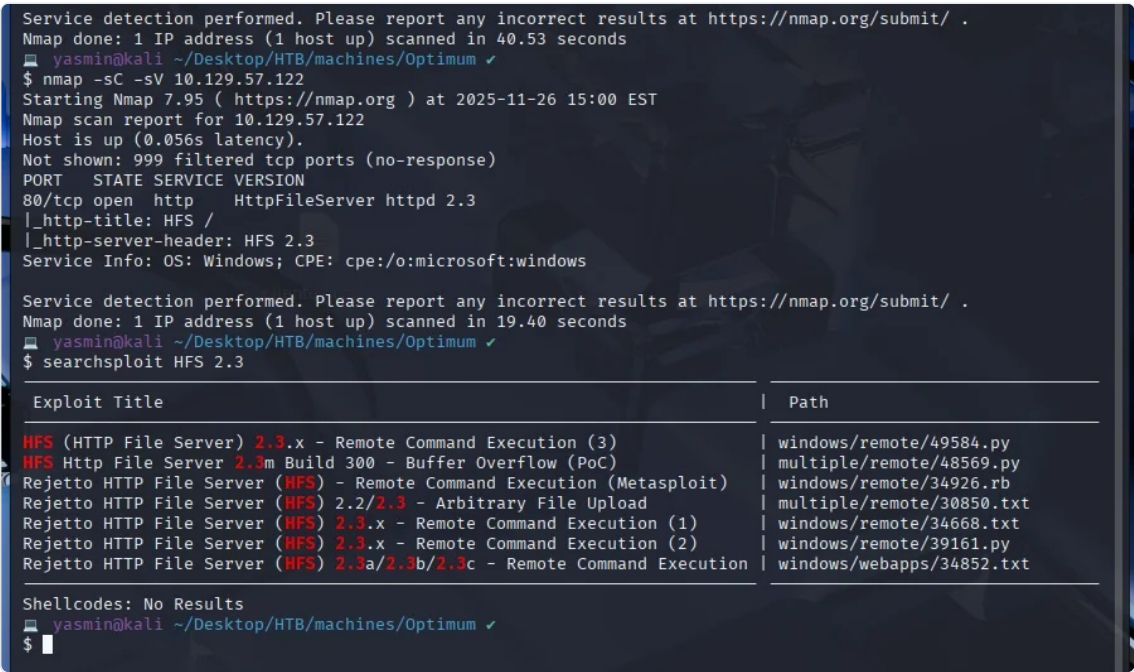 Service detection performed. Please report any incorrect results at https://nmap.org/submit/ .
Nmap done: 1 IP address (1 host up) scanned in 40.53 seconds
yasmin@kali ~/Desktop/HTB/machines/Optimum ✔
$ nmap -sC -sV 10.129.57.122
Starting Nmap 7.95 ( https://nmap.org ) at 2025-11-26 15:00 EST
Nmap scan report for 10.129.57.122
Host is up (0.056s latency).
Not shown: 999 filtered tcp ports (no-response)
PORT   STATE SERVICE VERSION
80/tcp open  http    HttpFileServer httpd 2.3
|_http-title: HFS /
|_http-server-header: HFS 2.3
Service Info: OS: Windows; CPE: cpe:/o:microsoft:windows
Service detection performed. Please report any incorrect results at https://nmap.org/submit/ .
Nmap done: 1 IP address (1 host up) scanned in 19.40 seconds
yasmin@kali ~/Desktop/HTB/machines/Optimum ✔
$ searchsploit HFS 2.3
Exploit Title | Path
HFS (HTTP File Server) 2.3.x - Remote Command Execution (3) | windows/remote/49584.py
HFS Http File Server 2.3m Build 300 - Buffer Overflow (PoC) | multiple/remote/48569.py
Rejetto HTTP File Server (HFS) - Remote Command Execution (Metasploit) | windows/remote/34926.rb
Rejetto HTTP File Server (HFS) 2.2/2.3 - Arbitrary File Upload | multiple/remote/30850.txt
Rejetto HTTP File Server (HFS) 2.3.x - Remote Command Execution (1) | windows/remote/34668.txt
Rejetto HTTP File Server (HFS) 2.3.x - Remote Command Execution (2) | windows/remote/39161.py
Rejetto HTTP File Server (HFS) 2.3a/2.3b/2.3c - Remote Command Execution | windows/webapps/34852.txt
Shellcodes: No Results
yasmin@kali ~/Desktop/HTB/machines/Optimum ✔
$